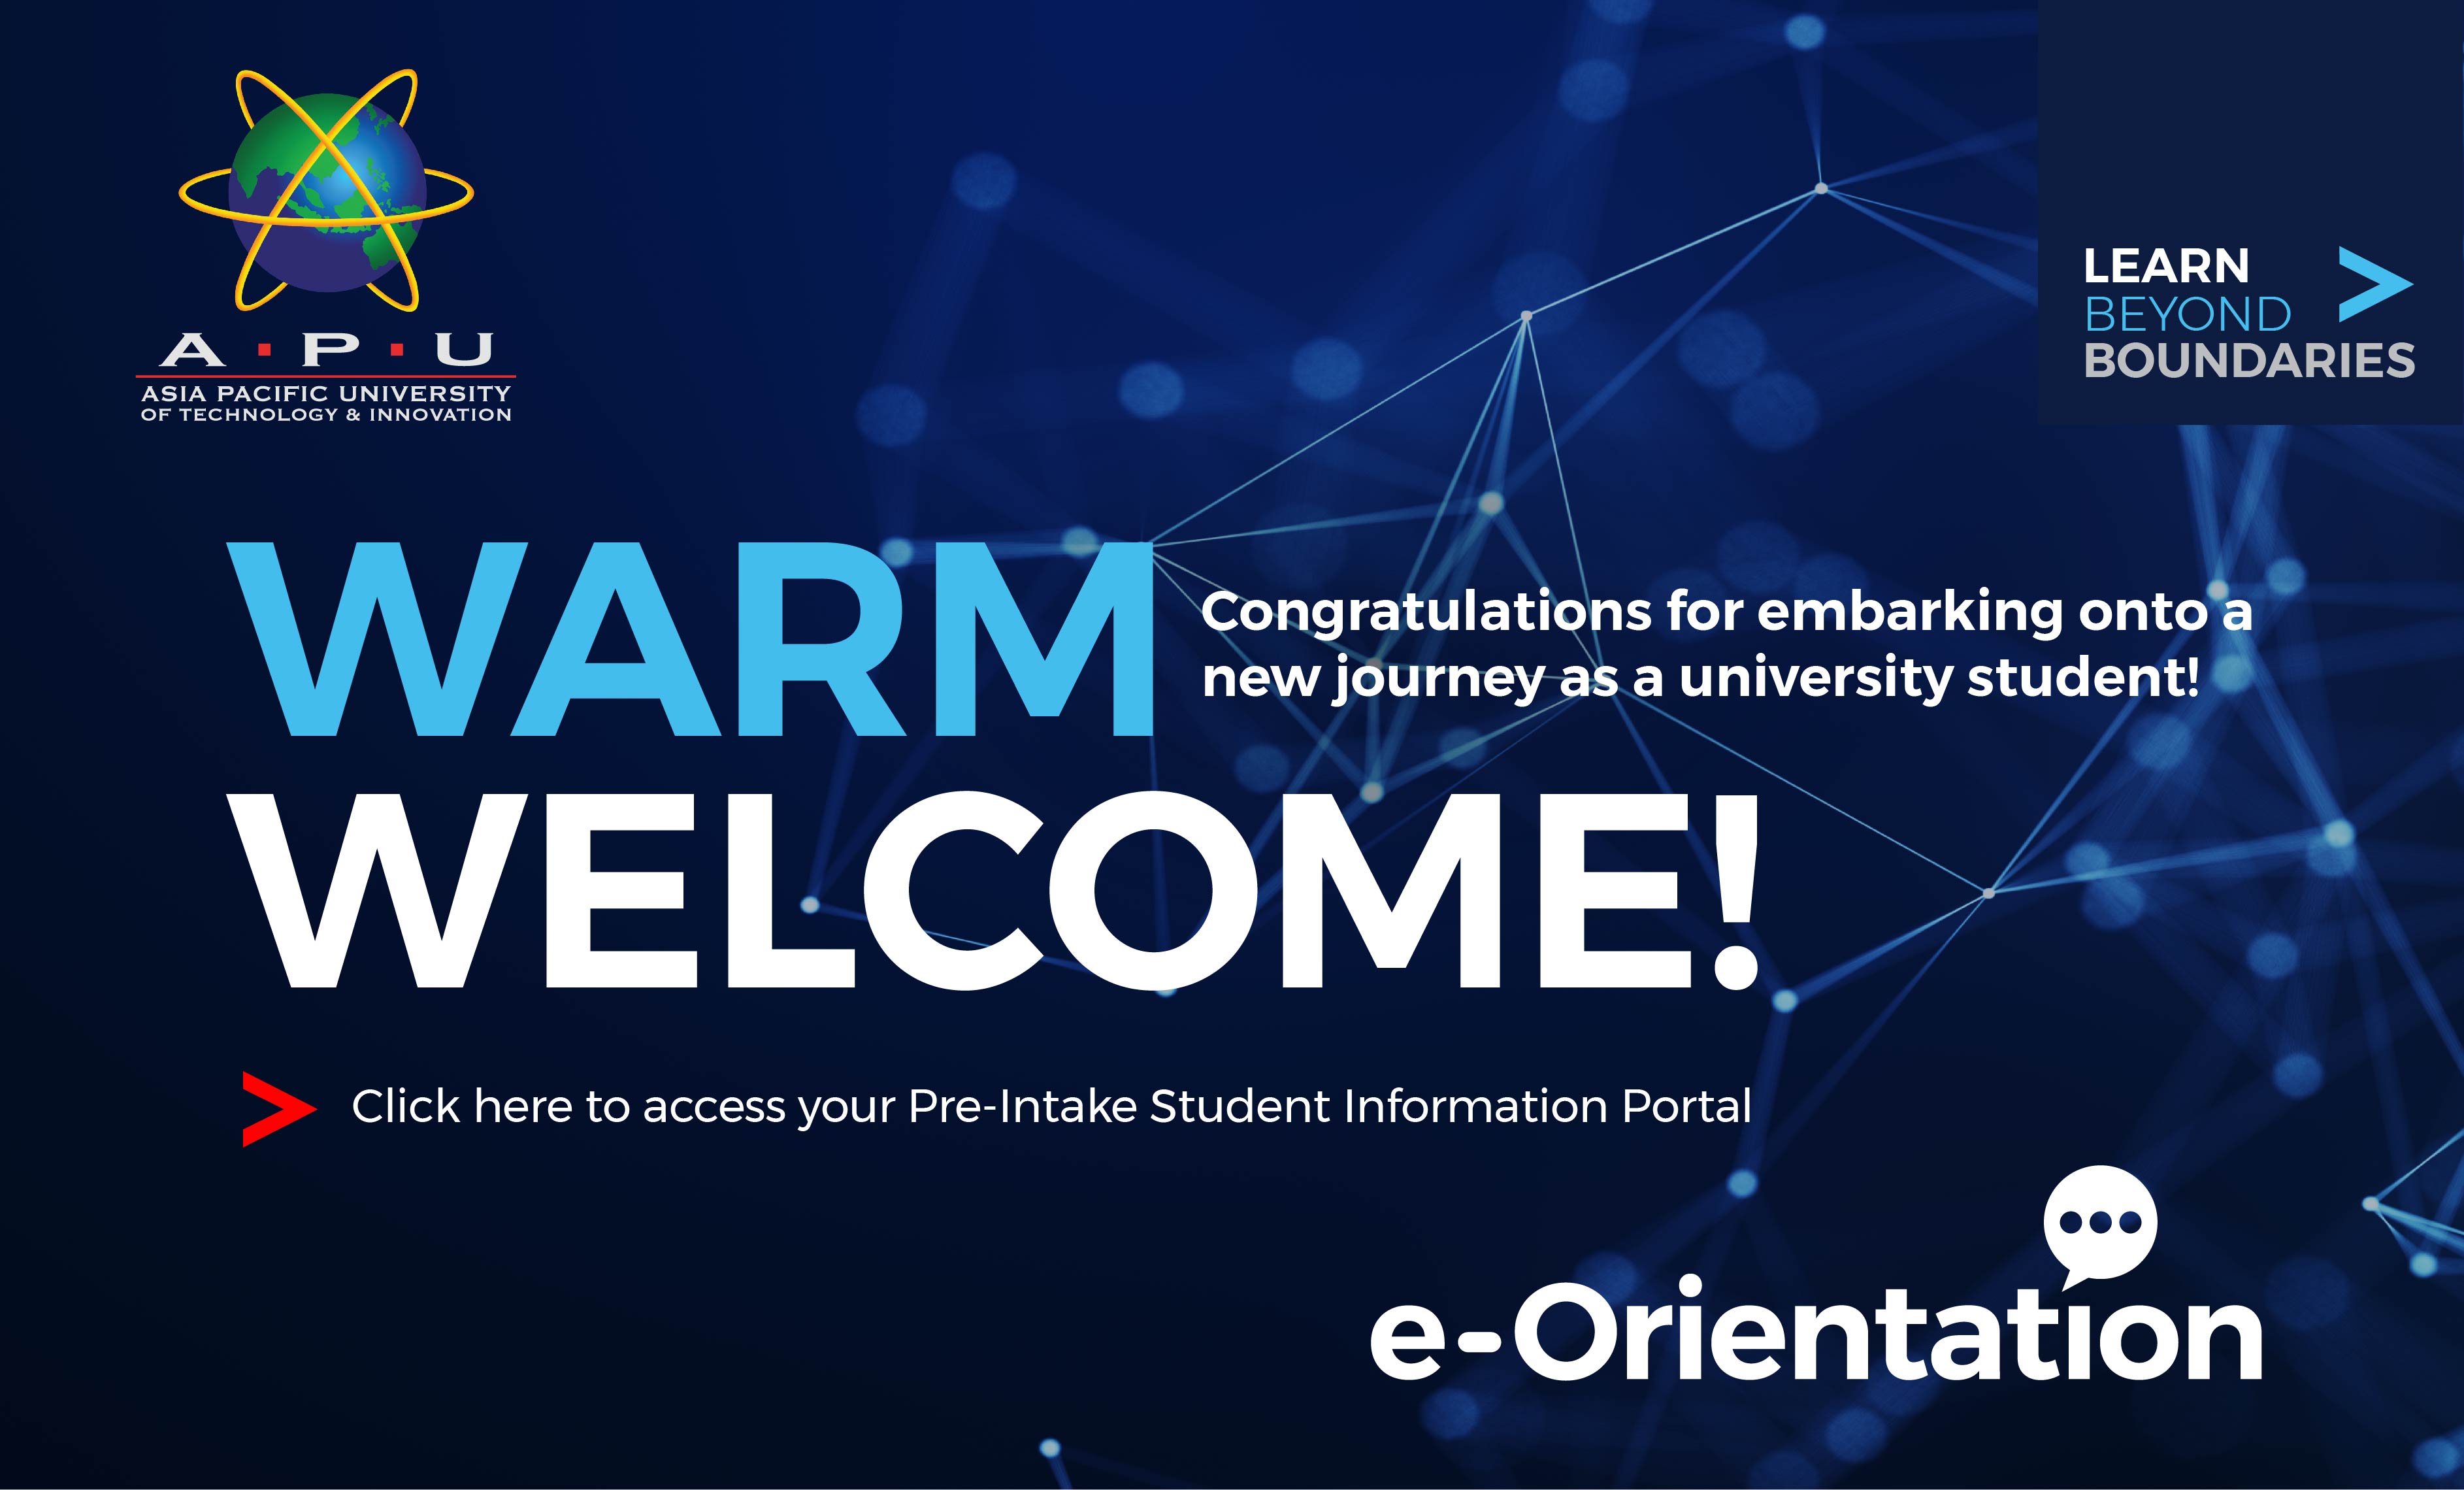 A·P·U
ASIA PACIFIC UNIVERSITY
OF TECHNOLOGY & INNOVATION
LEARN
BEYOND
BOUNDARIES
>
WARM
Congratulations for embarking onto a
new journey as a university student!
WELCOME!
> Click here to access your Pre-Intake Student Information Portal
e-Orientation